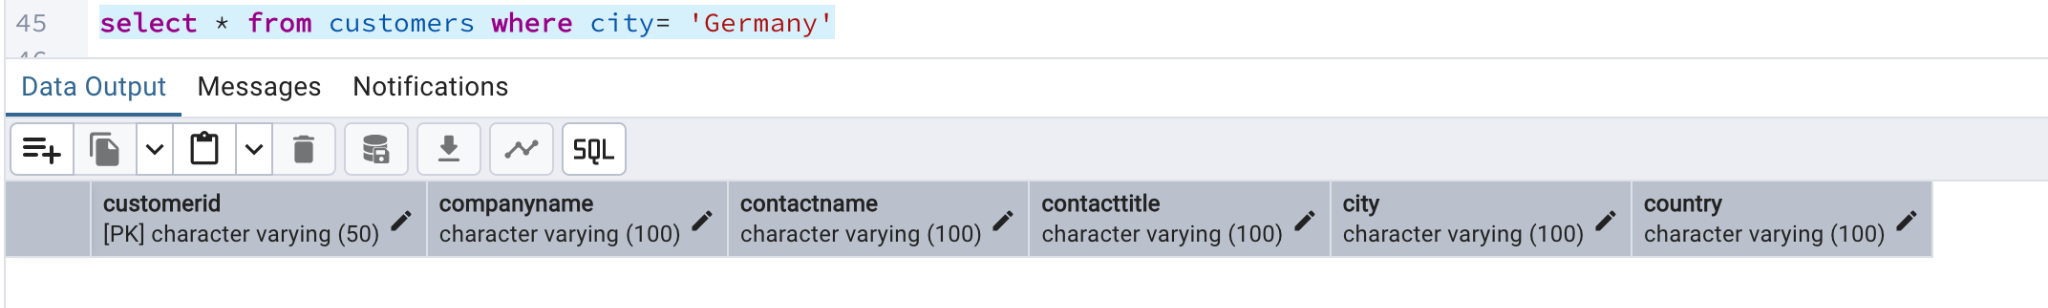 45 select * from customers where city= 'Germany'
Data Output Messages Notifications
SQL
customerid companyname contactname contacttitle city country
[PK] character varying (50) character varying (100) character varying (100) character varying (100) character varying (100) character varying (100)